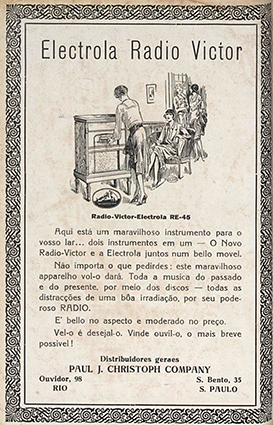 Electrola Radio Victor
Radio-Victor-Electrola RE-45
Aqui está um maravilhoso instrumento para o
vosso lar... dois instrumentos em um — O Novo
Radio-Victor e a Electrola juntos num bello movel.
Não importa o que pedirdes: este maravilhoso
apparelho vol-o dará. Toda a musica do passado
e do presente, por meio dos discos — todas as
distracções de uma bôa irradiação, por seu pode-
roso RADIO.
E' bello no aspecto e moderado no preço.
Vel-o é desejal-o. Vinde ouvil-o, o mais breve
possivel!
Distribuidores geraes
PAUL J. CHRISTOPH COMPANY
Ouvidor, 98
RIO
S. Bento, 35
S. PAULO